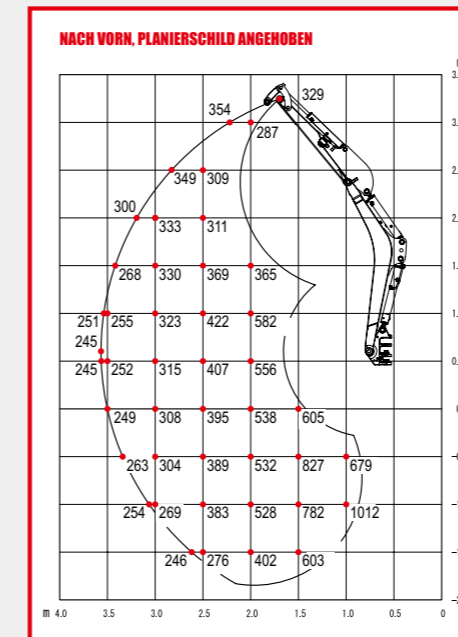 NACH VORN, PLANIERSCHILD ANGEHOBEN
329
354
287
349 309
300
333 311
268 330 369 365
251 255 323 422 582
245
245 252 315 407 556
249 308 395 538 605
263 304 389 532 827 679
254 269 383 528 782 1012
246 276 402 603
m 4.0 3.5 3.0 2.5 2.0 1.5 1.0 0.5 0